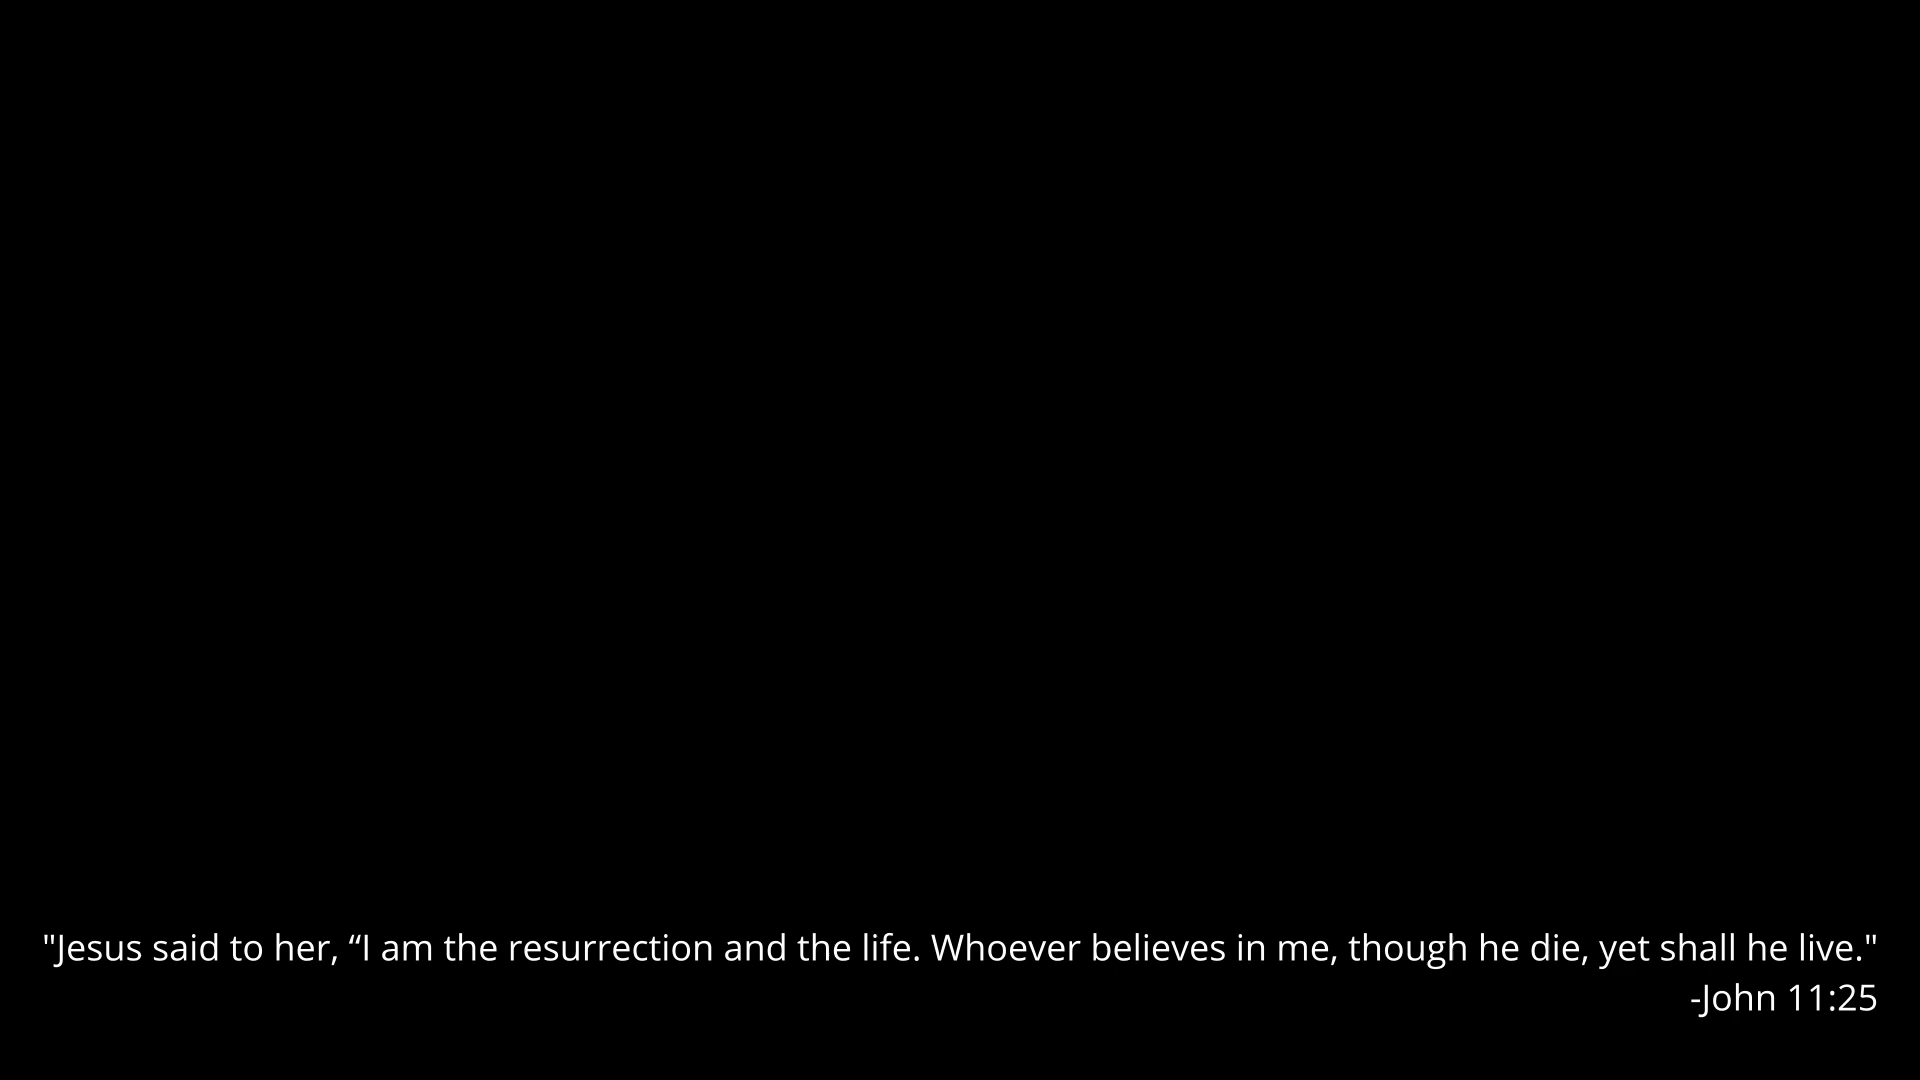 "Jesus said to her, “I am the resurrection and the life. Whoever believes in me, though he die, yet shall he live."
-John 11:25